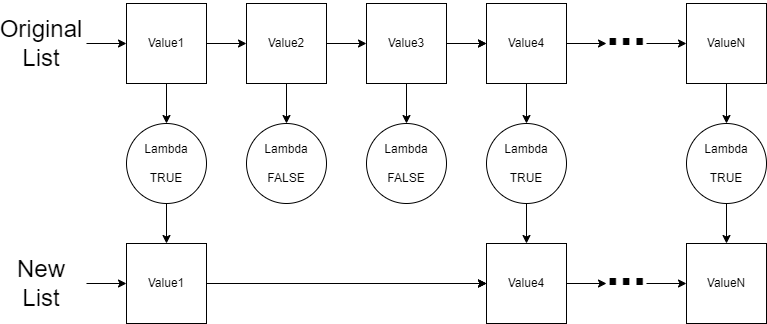 Original
List
Value1
Value2
Value3
Value4
ValueN
Lambda
TRUE
Lambda
FALSE
Lambda
FALSE
Lambda
TRUE
Lambda
TRUE
New
List
Value1
Value4
ValueN